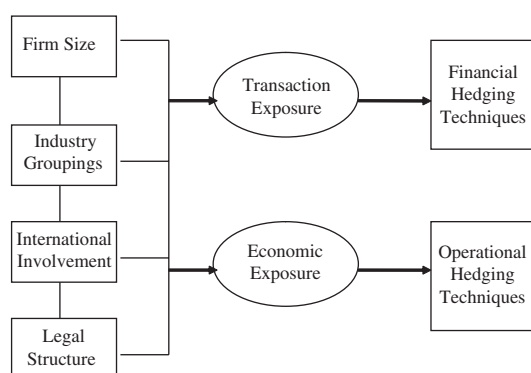 Firm Size
Industry
Groupings
International
Involvement
Legal
Structure
Transaction
Exposure
Economic
Exposure
Financial
Hedging
Techniques
Operational
Hedging
Techniques